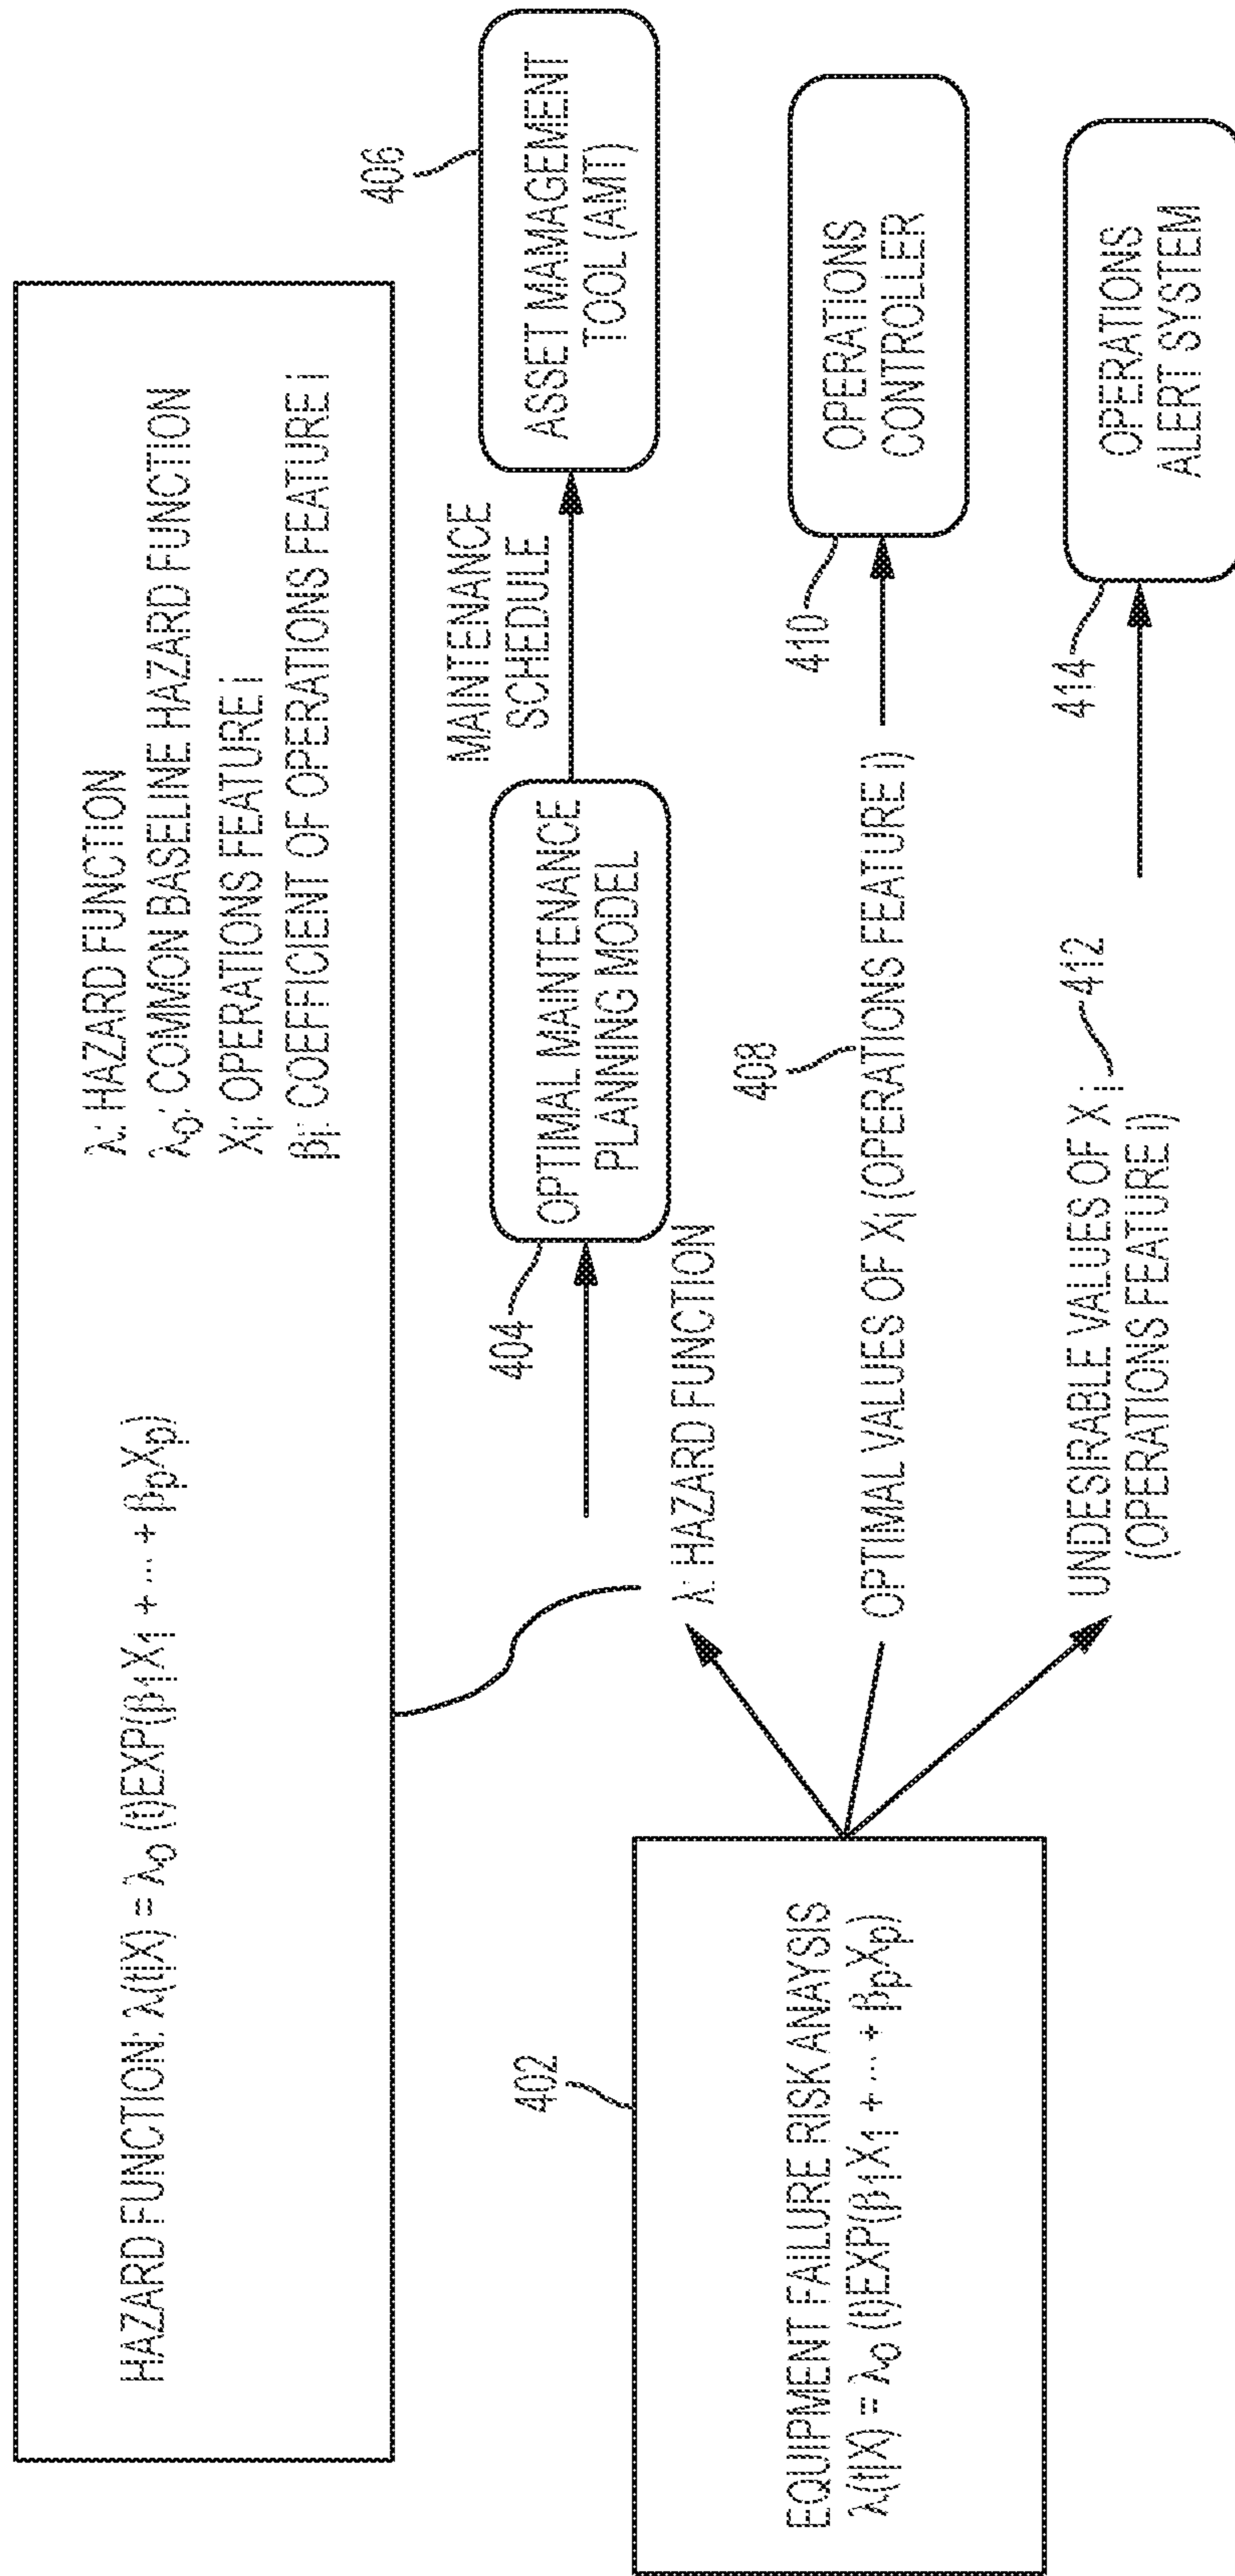 HAZARD FUNCTION: λ(t|X) = λ₀ (t)EXP(β₁X₁ + ... + βₚXₚ)
λ: HAZARD FUNCTION
λ₀: COMMON BASELINE HAZARD FUNCTION
Xᵢ: OPERATIONS FEATURE i
βᵢ: COEFFICIENT OF OPERATIONS FEATURE i
402
EQUIPMENT FAILURE RISK ANAYSIS
λ(t|X) = λ₀ (t)EXP(β₁X₁ + ... + βₚXₚ)
λ: HAZARD FUNCTION
404
OPTIMAL MAINTENANCE
PLANNING MODEL
MAINTENANCE
SCHEDULE
406
ASSET MAMAGEMENT
TOOL (AMT)
408
OPTIMAL VALUES OF Xᵢ (OPERATIONS FEATURE i)
410
OPERATIONS
CONTROLLER
UNDESIRABLE VALUES OF X i
(OPERATIONS FEATURE i)
412
414
OPERATIONS
ALERT SYSTEM